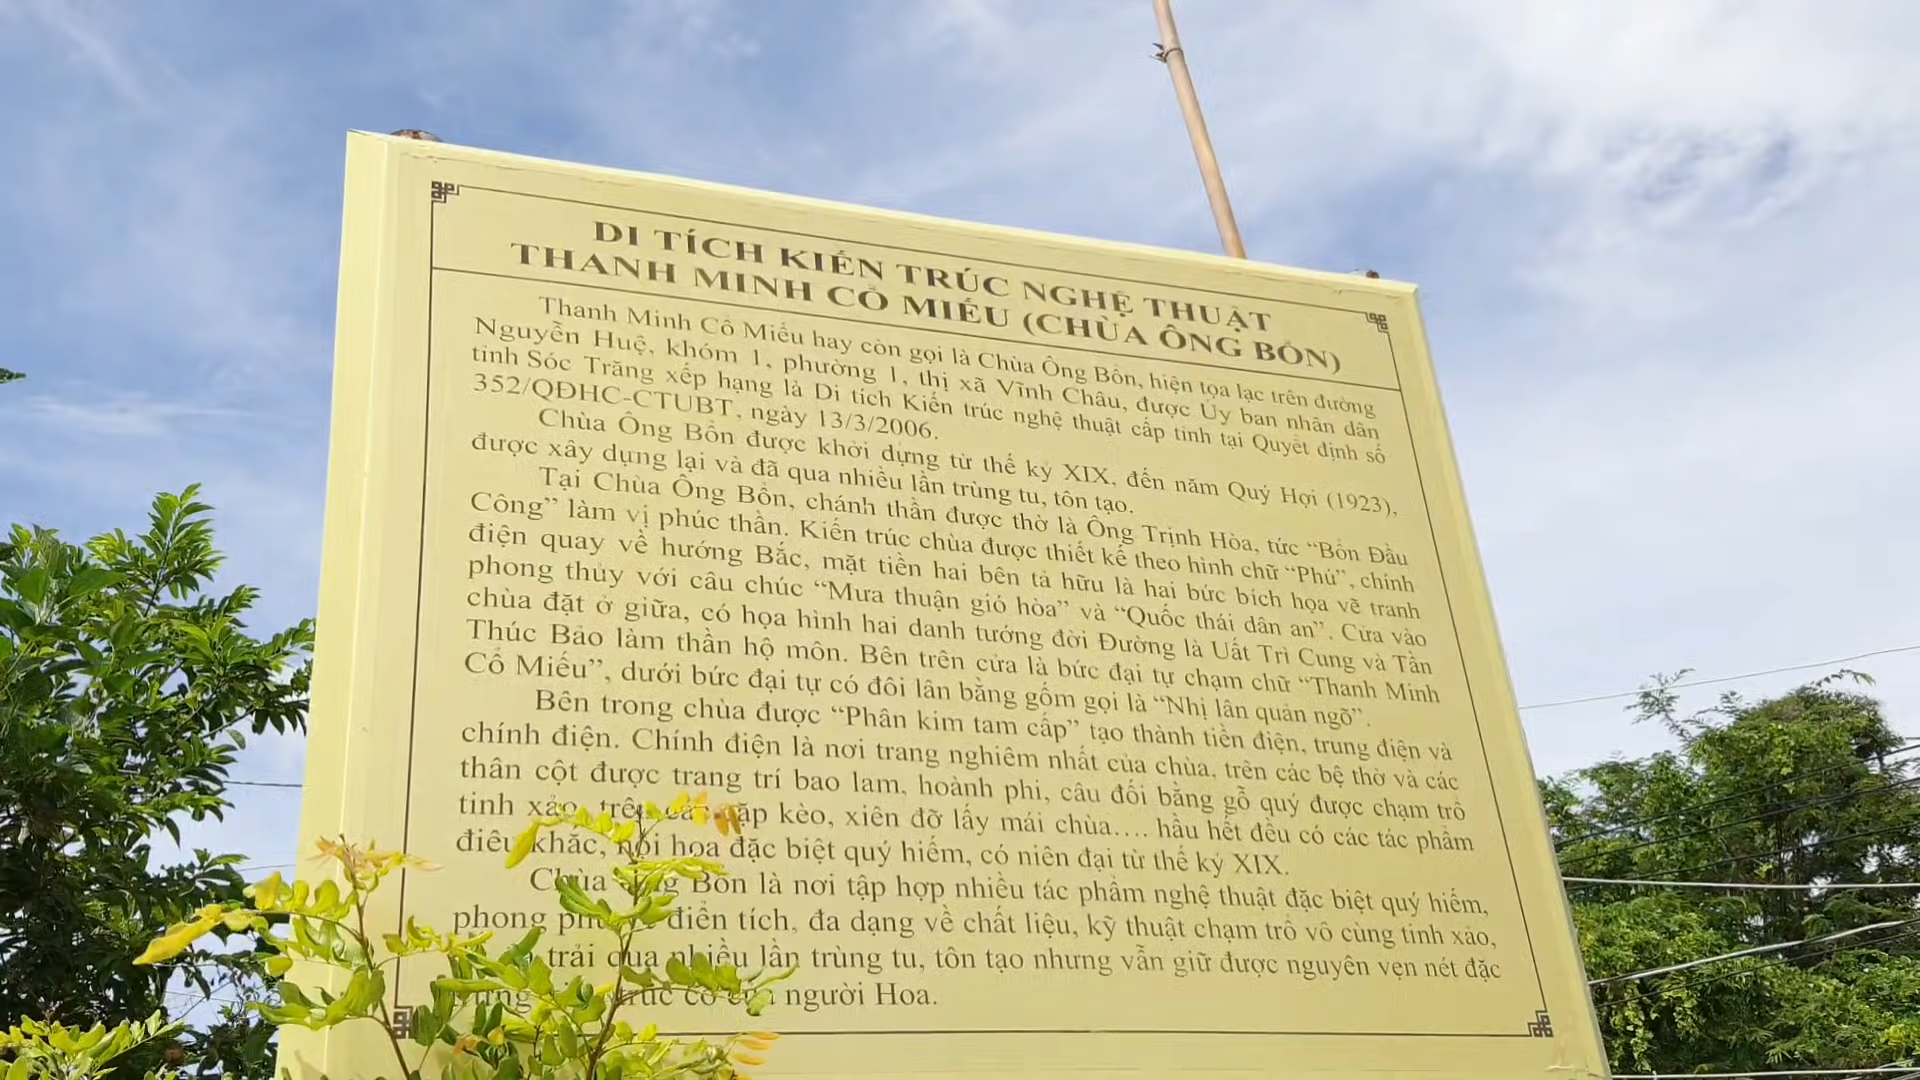 DI TÍCH KIẾN TRÚC NGHỆ THUẬT
THANH MINH CỔ MIẾU (CHÙA ÔNG BỔN)
Thanh Minh Cổ Miếu hay còn gọi là Chùa Ông Bổn, hiện tọa lạc trên đường
Nguyễn Huệ, khóm 1, phường 1, thị xã Vĩnh Châu, được Ủy ban nhân dân
tỉnh Sóc Trăng xếp hạng là Di tích Kiến trúc nghệ thuật cấp tỉnh tại Quyết định số
352/QĐHC-CTUBT, ngày 13/3/2006.
Chùa Ông Bổn được khởi dựng từ thế kỷ XIX, đến năm Quý Hợi (1923),
được xây dựng lại và đã qua nhiều lần trùng tu, tôn tạo.
Tại Chùa Ông Bổn, chánh thần được thờ là Ông Trịnh Hòa, tức “Bổn Đầu
Công” làm vị phúc thần. Kiến trúc chùa được thiết kế theo hình chữ “Phú”, chính
điện quay về hướng Bắc, mặt tiền hai bên tả hữu là hai bức bích họa vẽ tranh
phong thủy với câu chúc “Mưa thuận gió hòa” và “Quốc thái dân an”. Cửa vào
chùa đặt ở giữa, có họa hình hai danh tướng đời Đường là Uất Trì Cung và Tần
Thúc Bảo làm thần hộ môn. Bên trên cửa là bức đại tự chạm chữ “Thanh Minh
Cổ Miếu”, dưới bức đại tự có đôi lân bằng gốm gọi là “Nhị lân quản ngõ”.
Bên trong chùa được “Phân kim tam cấp” tạo thành tiền điện, trung điện và
chính điện. Chính điện là nơi trang nghiêm nhất của chùa, trên các bệ thờ và các
thân cột được trang trí bao lam, hoành phi, câu đối bằng gỗ quý được chạm trổ
tinh xảo, trên các cặp kèo, xiên đỡ lấy mái chùa.... hầu hết đều có các tác phẩm
điêu khắc, nội họa đặc biệt quý hiếm, có niên đại từ thế kỷ XIX.
Chùa Ông Bổn là nơi tập hợp nhiều tác phẩm nghệ thuật đặc biệt quý hiếm,
phong điển tích, đa dạng về chất liệu, kỹ thuật chạm trổ vô cùng tinh xảo,
trải qua nhiều lần trùng tu, tôn tạo nhưng vẫn giữ được nguyên vẹn nét đặc
trúc cổ của người Hoa.